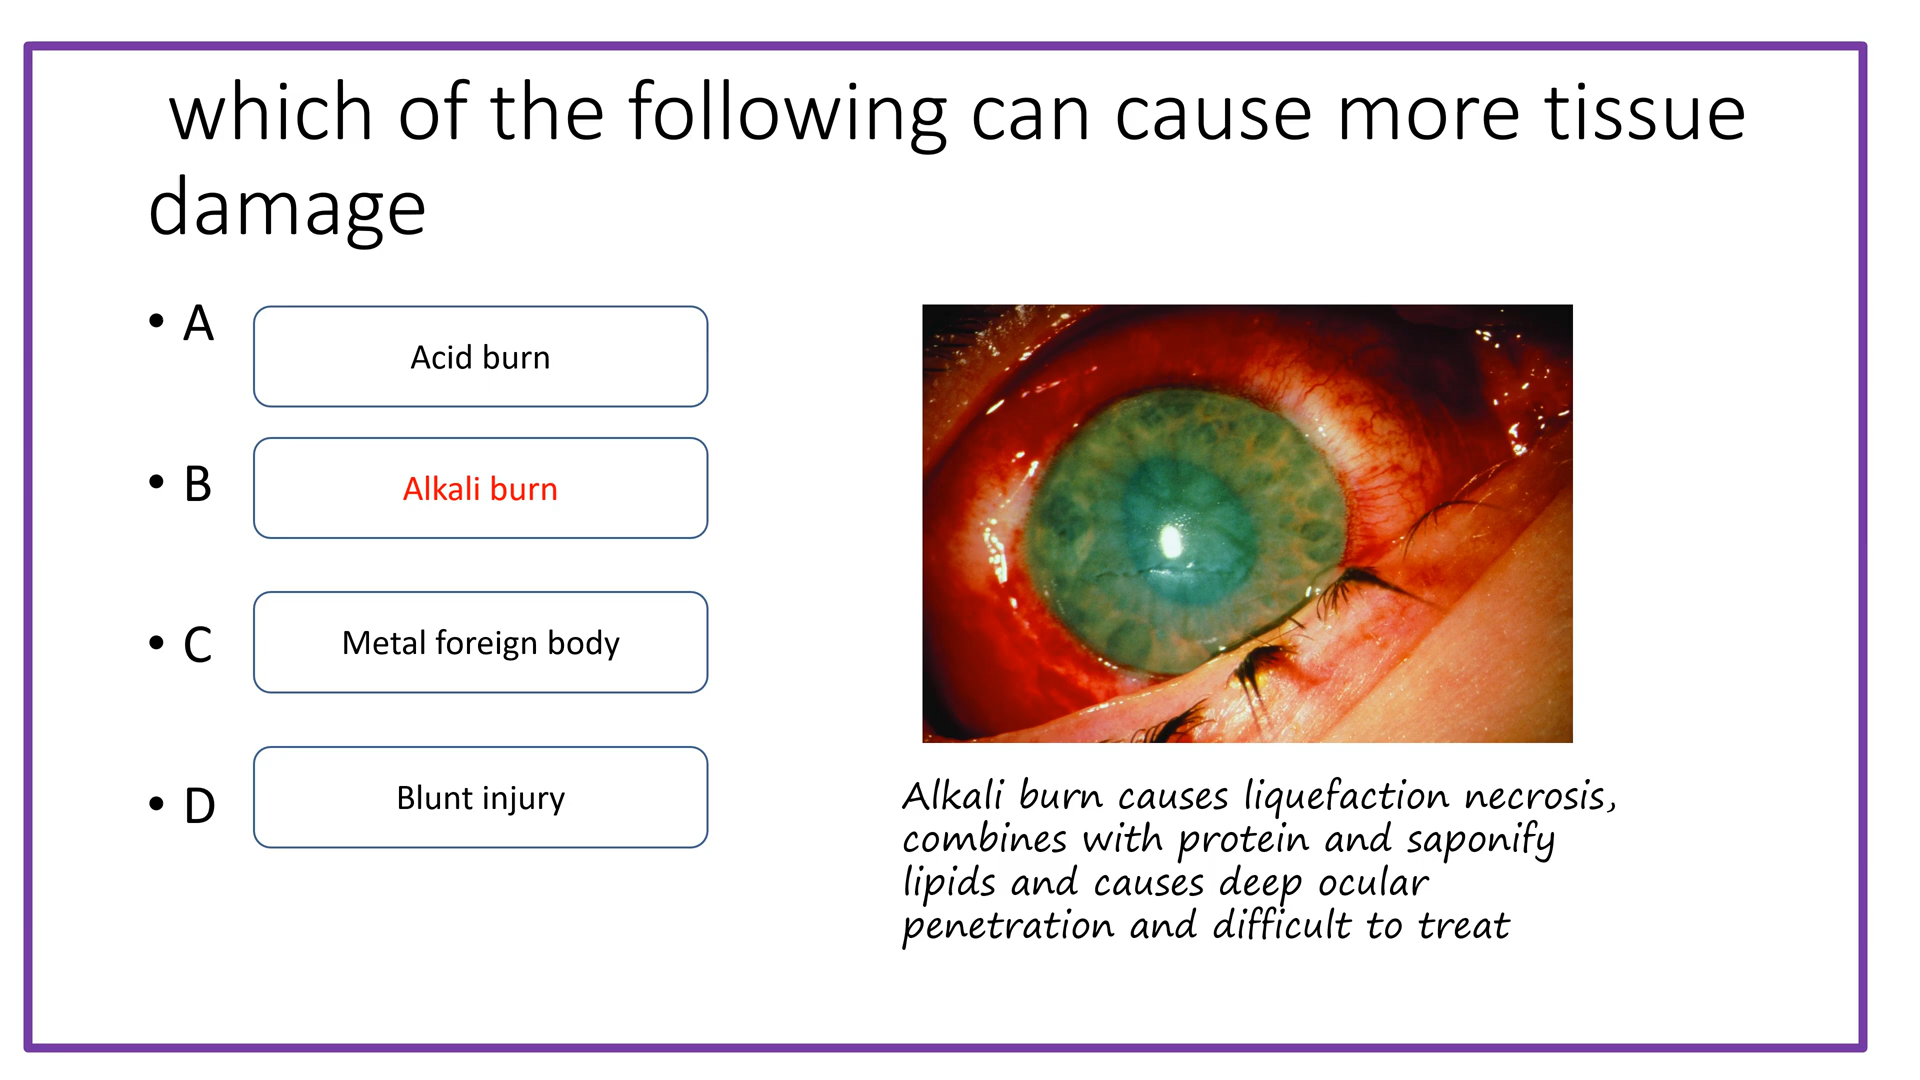 which of the following can cause more tissue
damage
• A
Acid burn
• B
Alkali burn
• C
Metal foreign body
• D
Blunt injury
Alkali burn causes liquefaction necrosis,
combines with protein and saponify
lipids and causes deep ocular
penetration and difficult to treat